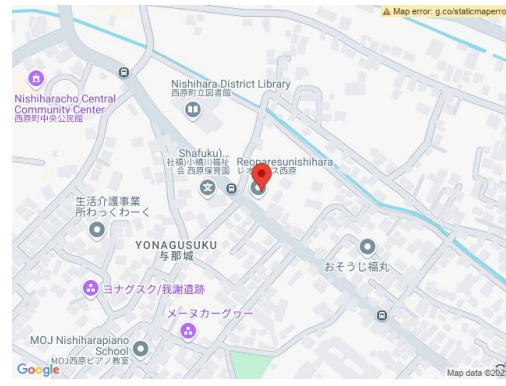 Map error: g.co/staticmaperro
Nishihara District Library
西原町立図書館
Nishiharacho Central
Community Center
西原町中央公民館
Shafuku)...
社福)小橋川福祉
会 西原保育園
Reoparesunishihara
レオ
ス西原
生活介護事業
所わっくわーく
YONAGUSUKU
与那城
おそうじ福丸
ヨナグスク/我謝遺跡
メーヌカーグヮー
MOJ Nishiharapiano
School
MOJ西原ピアノ教室
Google
Map data ©202